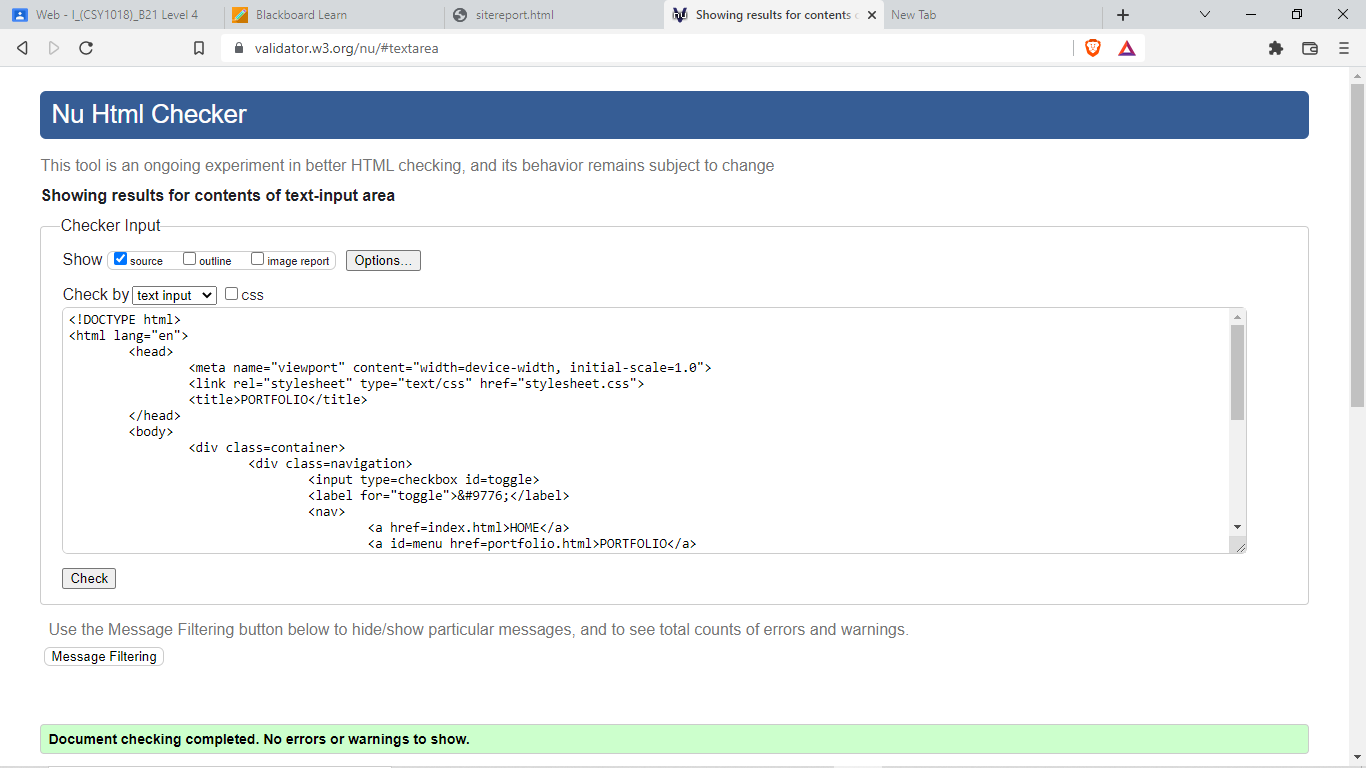 Web - I_(CSY1018)_B21 Level 4
Blackboard Learn
sitereport.html
Showing results for contents o
New Tab
validator.w3.org/nu/#textarea
Nu Html Checker
This tool is an ongoing experiment in better HTML checking, and its behavior remains subject to change
Showing results for contents of text-input area
Checker Input
Show source outline image report Options...
Check by text input css
<!DOCTYPE html>
<html lang="en">
<head>
<meta name="viewport" content="width=device-width, initial-scale=1.0">
<link rel="stylesheet" type="text/css" href="stylesheet.css">
<title>PORTFOLIO</title>
</head>
<body>
<div class=container>
<div class=navigation>
<input type=checkbox id=toggle>
<label for="toggle">&#9776;</label>
<nav>
<a href=index.html>HOME</a>
<a id=menu href=portfolio.html>PORTFOLIO</a>
Check
Use the Message Filtering button below to hide/show particular messages, and to see total counts of errors and warnings.
Message Filtering
Document checking completed. No errors or warnings to show.